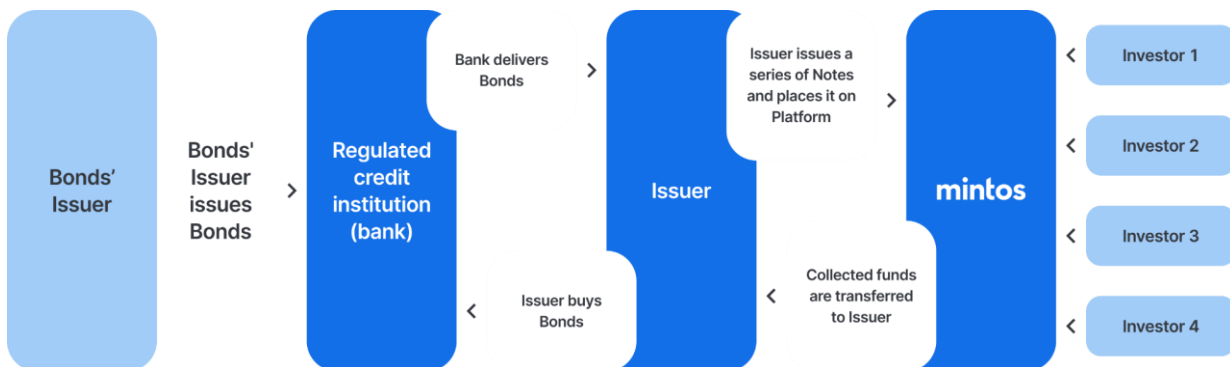 Bonds’
Issuer
Bonds'
Issuer
issues
Bonds
Regulated
credit
institution
(bank)
Bank delivers
Bonds
Issuer buys
Bonds
Issuer
Issuer issues a
series of Notes
and places it on
Platform
Collected funds
are transferred
to Issuer
mintos
Investor 1
Investor 2
Investor 3
Investor 4